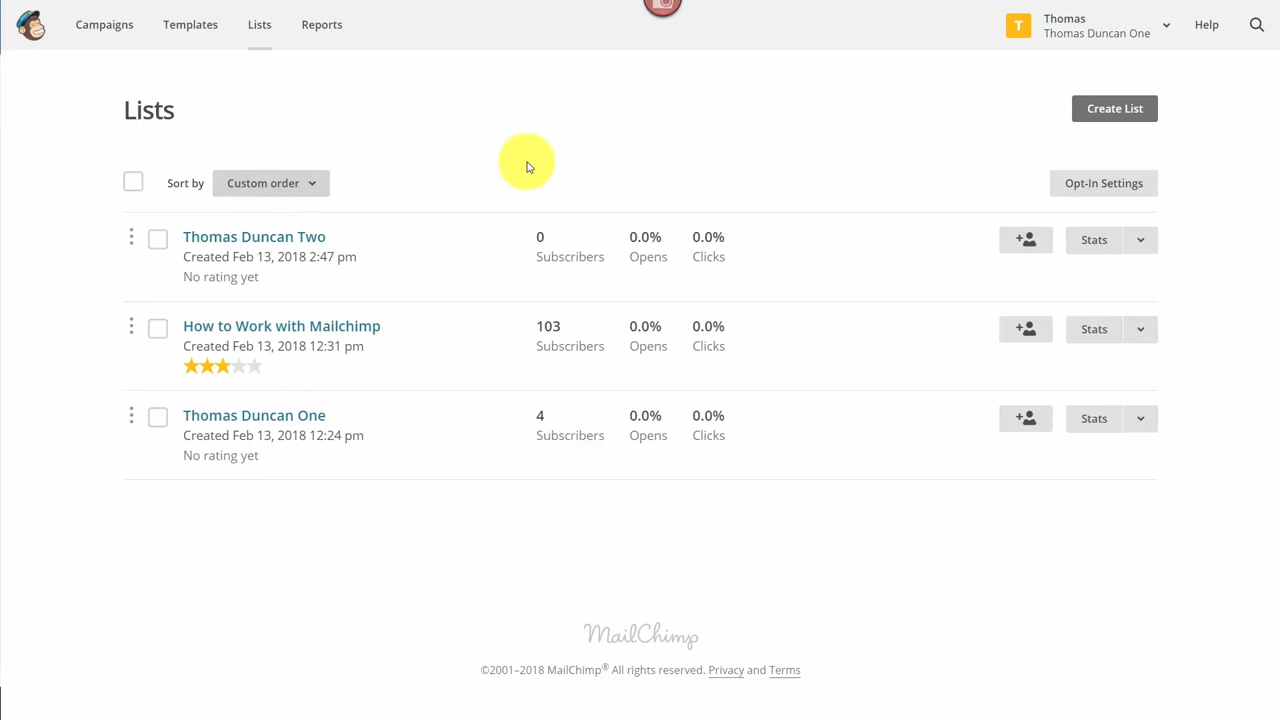 Campaigns Templates Lists Reports
T Thomas
Thomas Duncan One
Help
Lists
Create List
Sort by Custom order
Opt-In Settings
Thomas Duncan Two
Created Feb 13, 2018 2:47 pm
No rating yet
0 0.0% 0.0%
Subscribers Opens Clicks
Stats
How to Work with Mailchimp
Created Feb 13, 2018 12:31 pm
103 0.0% 0.0%
Subscribers Opens Clicks
Stats
Thomas Duncan One
Created Feb 13, 2018 12:24 pm
No rating yet
4 0.0% 0.0%
Subscribers Opens Clicks
Stats
MailChimp
©2001–2018 MailChimp® All rights reserved. Privacy and Terms